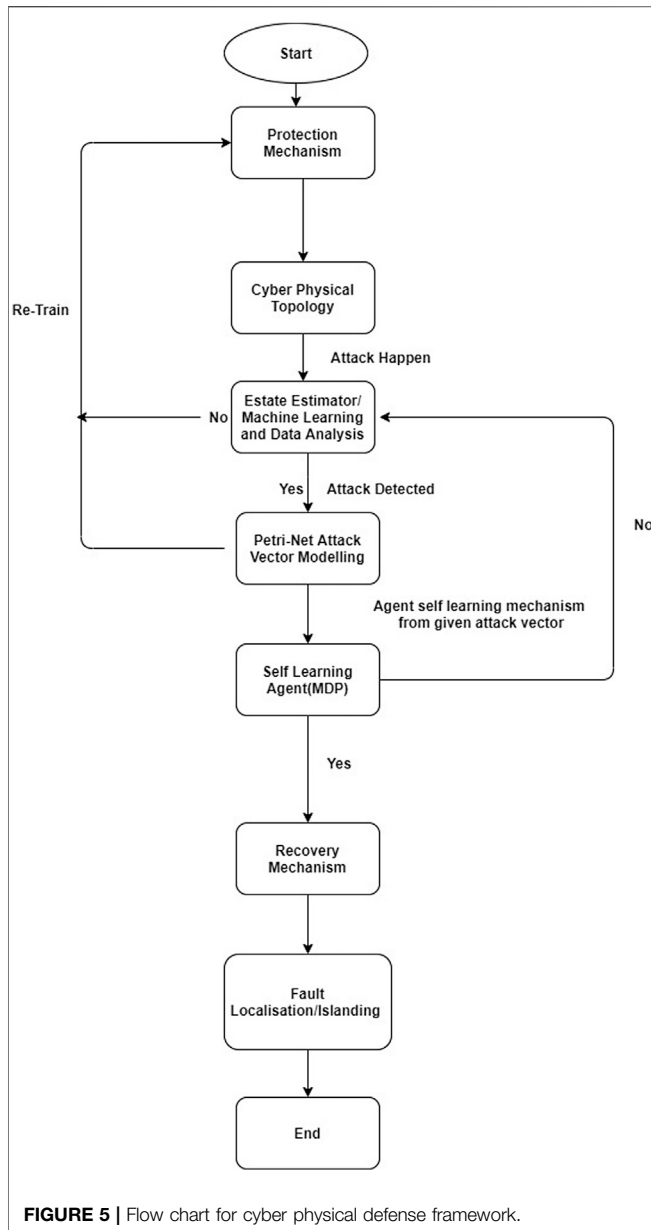 Start
Protection
Mechanism
Cyber Physical
Topology
Re-Train
Attack Happen
Estate Estimator/
Machine Learning
and Data Analysis
No
Yes
Attack Detected
No
Petri-Net Attack
Vector Modelling
Agent self learning mechanism
from given attack vector
Self Learning
Agent(MDP)
Yes
Recovery
Mechanism
Fault
Localisation/Islanding
End
FIGURE 5 | Flow chart for cyber physical defense framework.